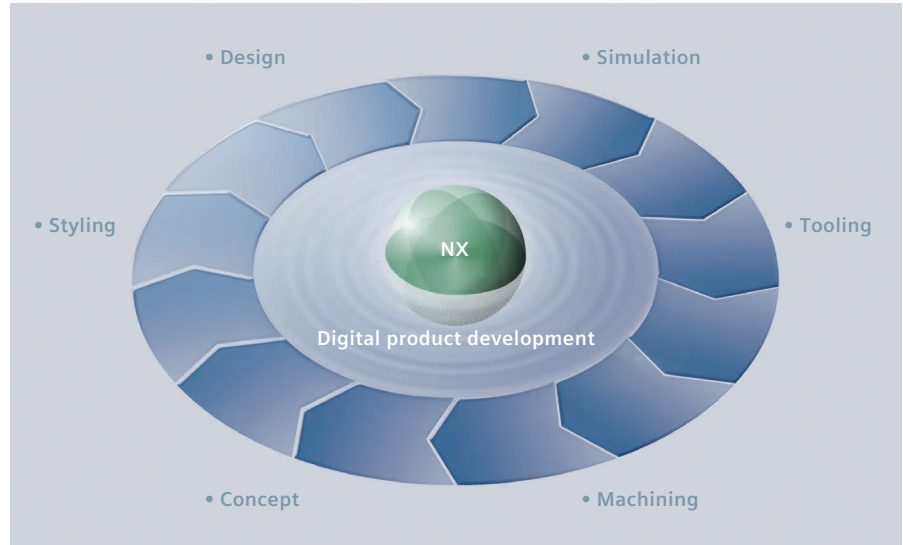 • Design
• Simulation
• Styling
NX
• Tooling
Digital product development
• Concept
• Machining